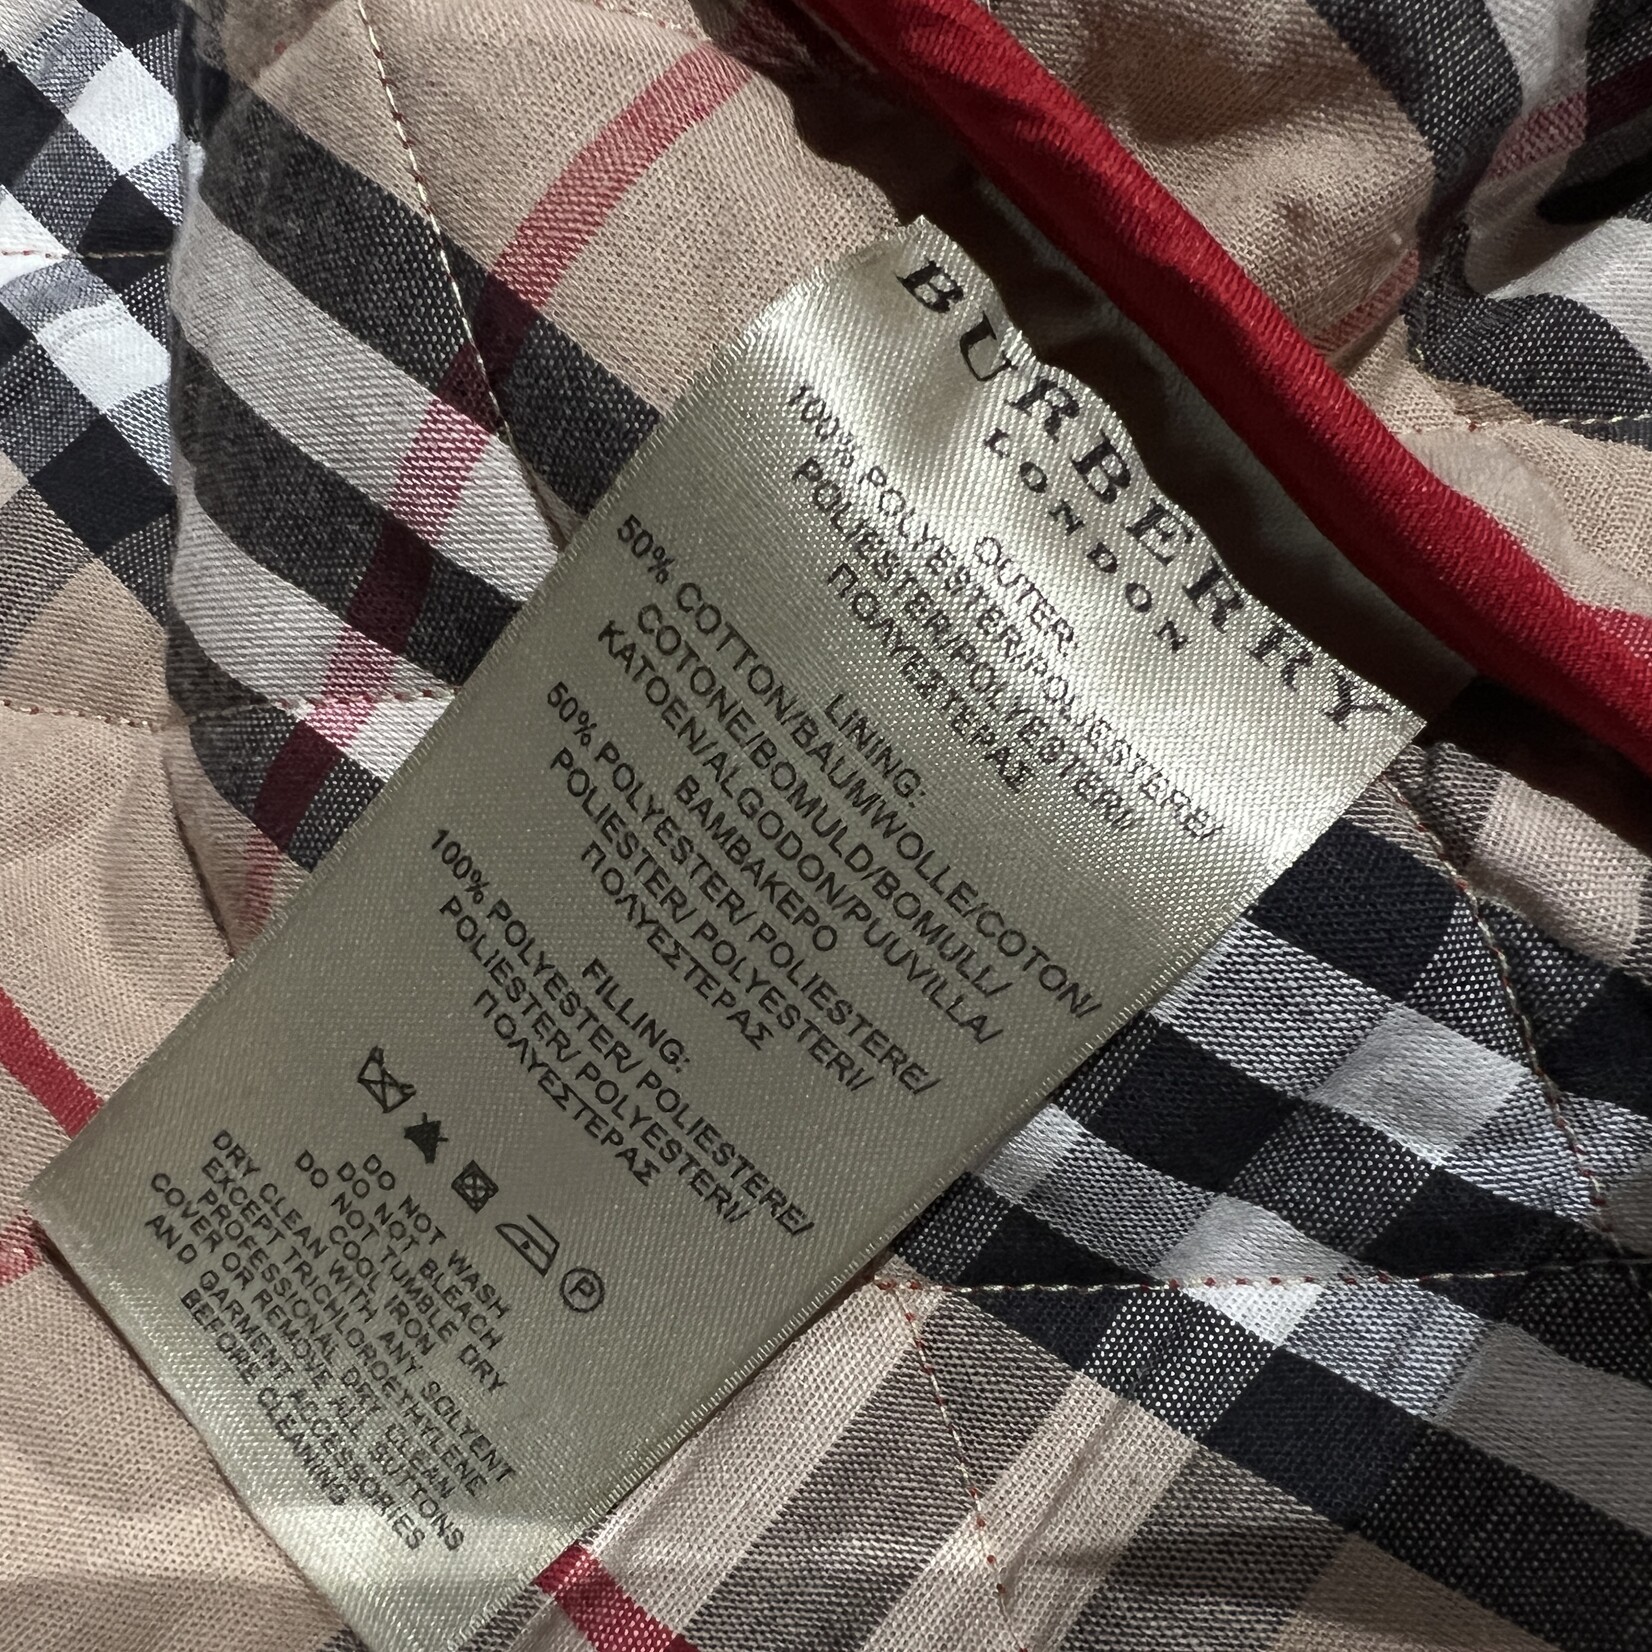 BURBERRY
LONDON
OUTER
100% POLYESTER/POLIESTERE/
POLIESTER/POLYESTERI/
ΠΟΛΥΕΣΤΕΡΑΣ
LINING:
50% COTTON/BAUMWOLLE/COTON/
COTONE/BOMULD/BOMULL/
KATOEN/ALGODON/PUUVILLA/
BAMBAKEPO
50% POLYESTER/ POLIESTERE/
POLIESTER/ POLYESTERI/
ΠΟΛΥΕΣΤΕΡΑΣ
FILLING:
100% POLYESTER/ POLIESTERE/
POLIESTER/ POLYESTERI/
ΠΟΛΥΕΣΤΕΡΑΣ
P
DO NOT WASH
DO NOT BLEACH
DO NOT TUMBLE DRY
COOL IRON
DRY CLEAN WITH ANY SOLVENT
EXCEPT TRICHLOROETHYLENE
PROFESSIONAL DRY CLEAN
COVER OR REMOVE ALL BUTTONS
AND GARMENT ACCESSORIES
BEFORE CLEANING